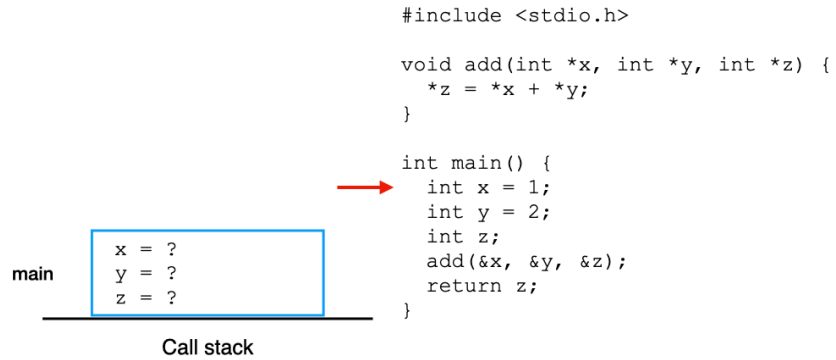 #include <stdio.h>
void add(int *x, int *y, int *z) {
*z = *x + *y;
}
int main() {
int x = 1;
int y = 2;
int z;
add(&x, &y, &z);
return z;
}
main
x = ?
y = ?
z = ?
Call stack